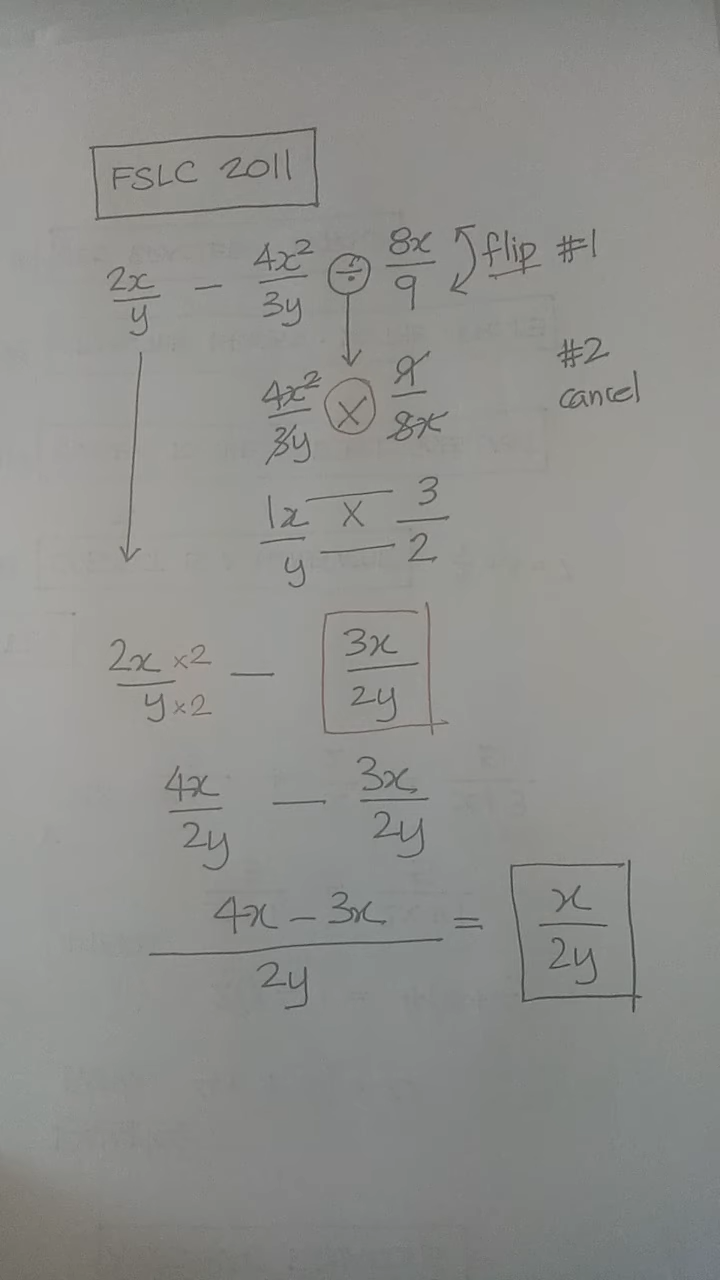 FSLC 2011
2x/y - 4x²/3y ÷ 8x/9 flip #1
4x²/3y × 9/8x #2 cancel
1x/y × 3/2
2x ×2/y ×2 - 3x/2y
4x/2y - 3x/2y
4x - 3x/2y = x/2y